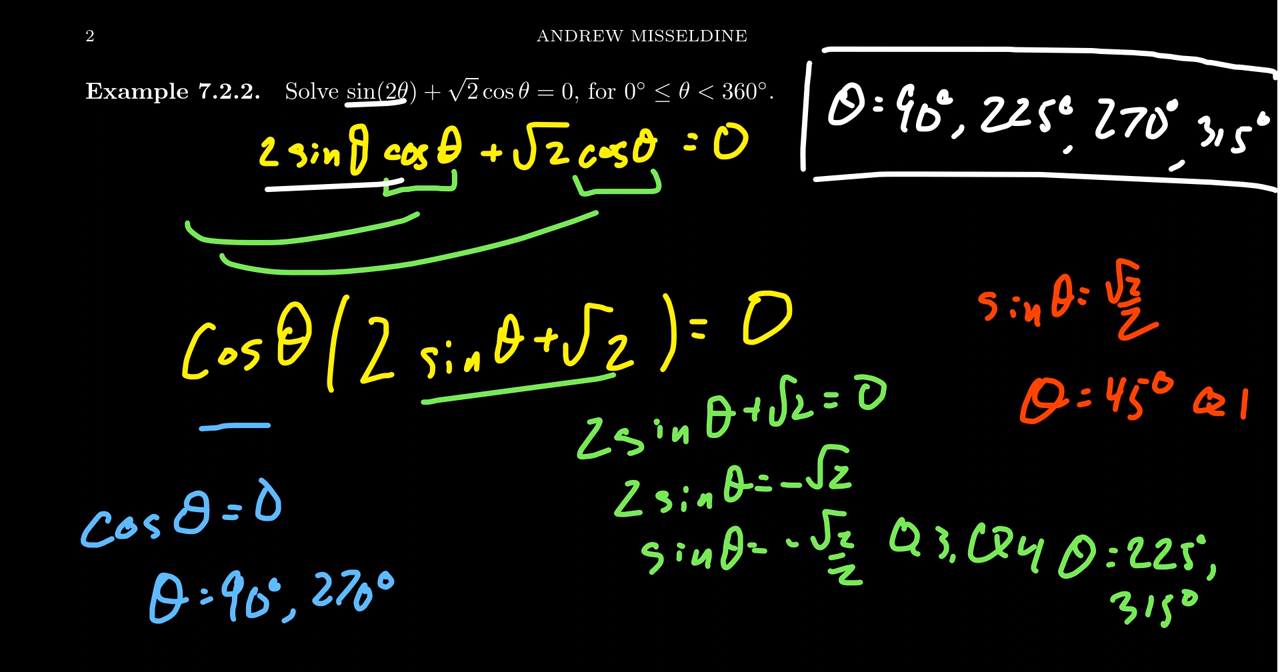 2
ANDREW MISSELDINE
Example 7.2.2. Solve sin(2θ) + √2 cos θ = 0, for 0° ≤ θ < 360°.
θ = 90°, 225°, 270°, 315°
2 sin θ cos θ + √2 cos θ = 0
cos θ (2 sin θ + √2) = 0
sin θ = √2/2
θ = 45° Q1
2 sin θ + √2 = 0
2 sin θ = -√2
sin θ = -√2/2 Q3, Q4 θ = 225°,
315°
cos θ = 0
θ = 90°, 270°